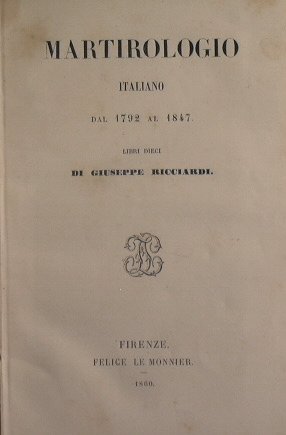 MARTIROLOGIO
ITALIANO
DAL 1792 AL 1847.
LIBRI DIECI
DI GIUSEPPE RICCIARDI.
FIRENZE.
FELICE LE MONNIER.
1860.